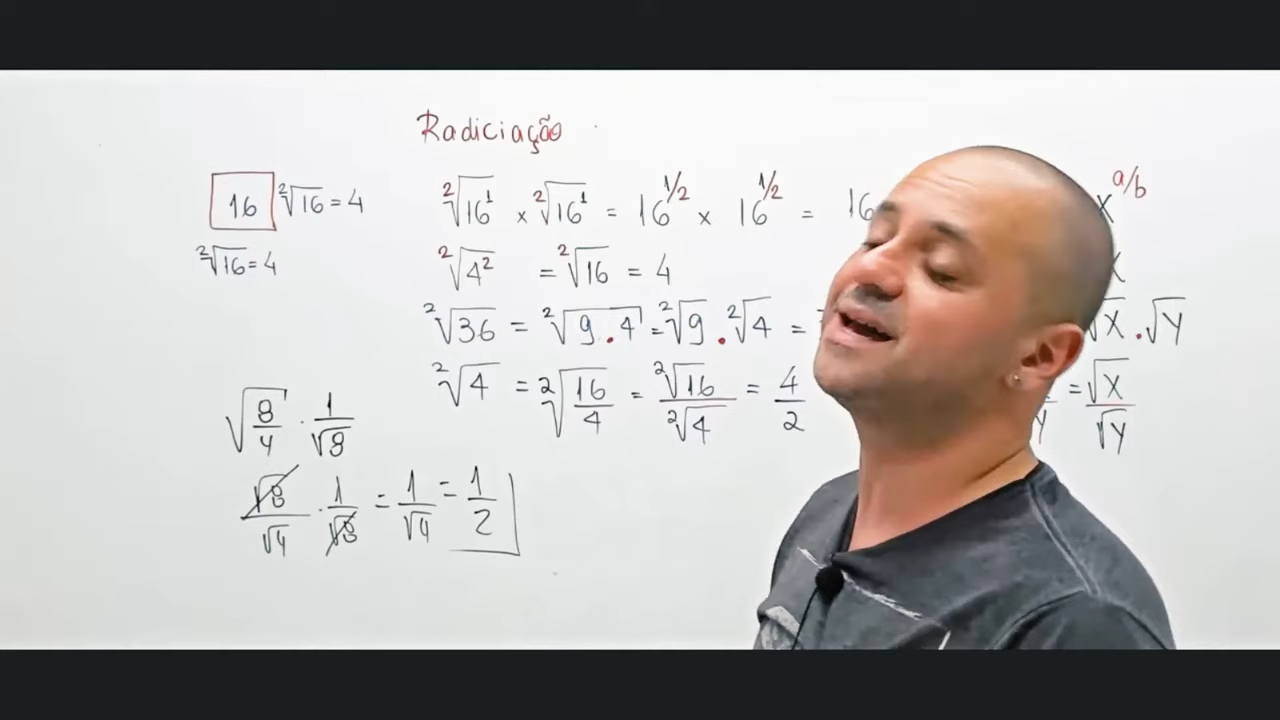 Radiciação
16 ²√16 = 4
²√16 = 4
²√16¹ × ²√16¹ = 16^1/2 × 16^1/2 = 16
x^a/b
²√4² = ²√16 = 4
²√36 = ²√9.4 = ²√9 . ²√4 =
√x . √y
²√4 = ²√16/4 = ²√16/²√4 = 4/2
y = √x/√y
√8/4 . 1/√8
√8/√4 . 1/√8 = 1/√4 = 1/2